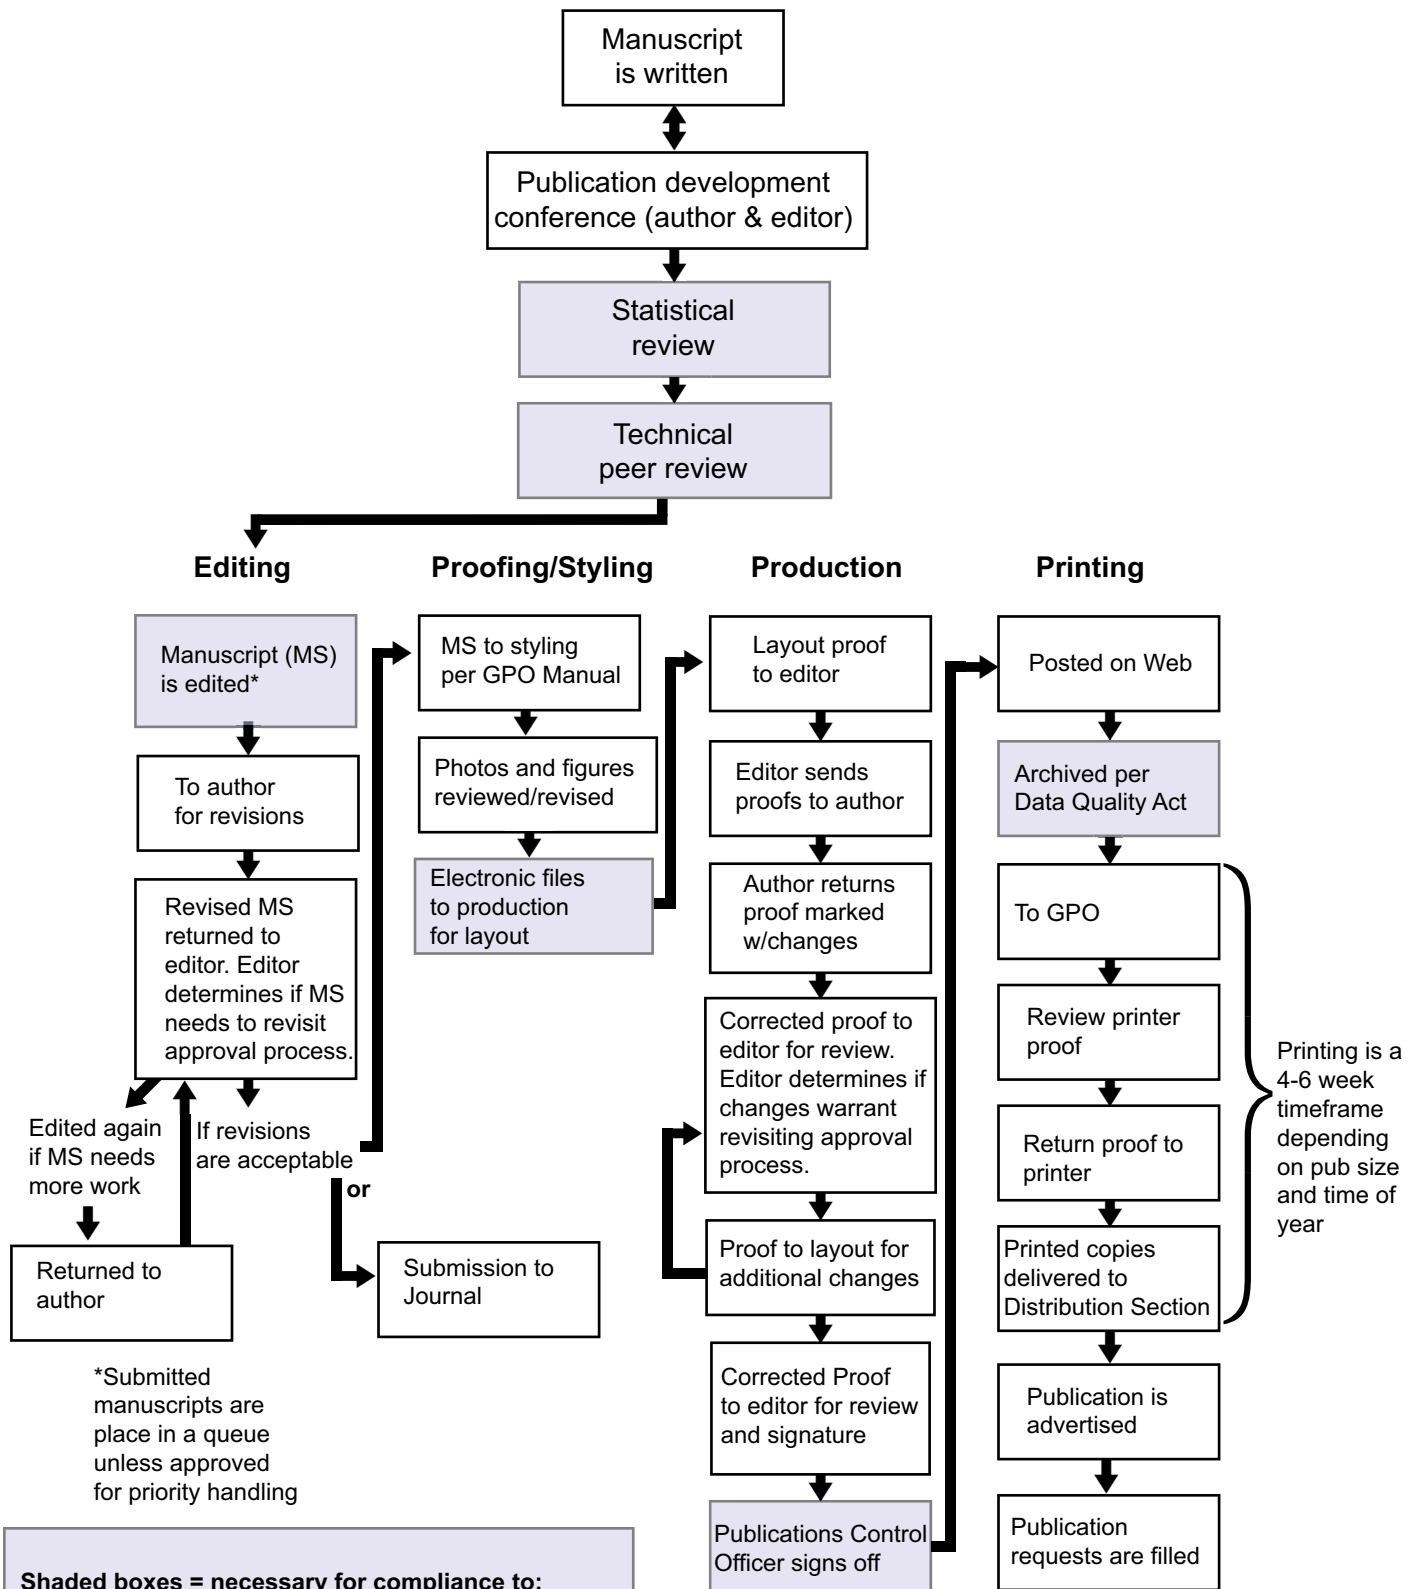 Manuscript
is written
Publication development
conference (author & editor)
Statistical
review
Technical
peer review
Editing
Manuscript (MS)
is edited*
To author
for revisions
Revised MS
returned to
editor. Editor
determines if MS
needs to revisit
approval process.
Edited again
if MS needs
more work
If revisions
are acceptable
or
Returned to
author
Submission to
Journal
*Submitted
manuscripts are
place in a queue
unless approved
for priority handling
Proofing/Styling
MS to styling
per GPO Manual
Photos and figures
reviewed/revised
Electronic files
to production
for layout
Production
Layout proof
to editor
Editor sends
proofs to author
Author returns
proof marked
w/changes
Corrected proof to
editor for review.
Editor determines if
changes warrant
revisiting approval
process.
Proof to layout for
additional changes
Corrected Proof
to editor for review
and signature
Publications Control
Officer signs off
Printing
Posted on Web
Archived per
Data Quality Act
To GPO
Review printer
proof
Return proof to
printer
Printed copies
delivered to
Distribution Section
Publication is
advertised
Publication
requests are filled
Printing is a
4-6 week
timeframe
depending
on pub size
and time of
year
Shaded boxes = necessary for compliance to: